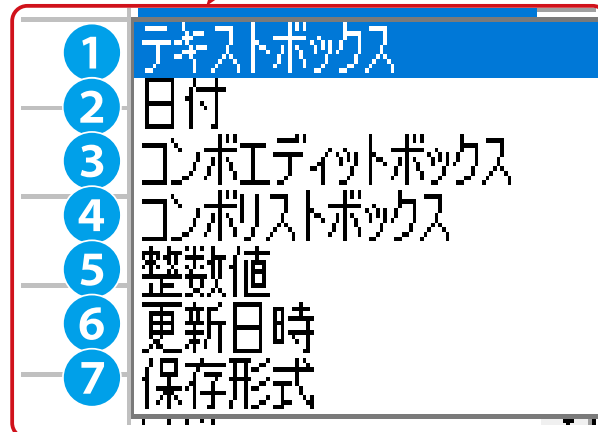 1 テキストボックス
2 日付
3 コンボエディットボックス
4 コンボリストボックス
5 整数値
6 更新日時
7 保存形式